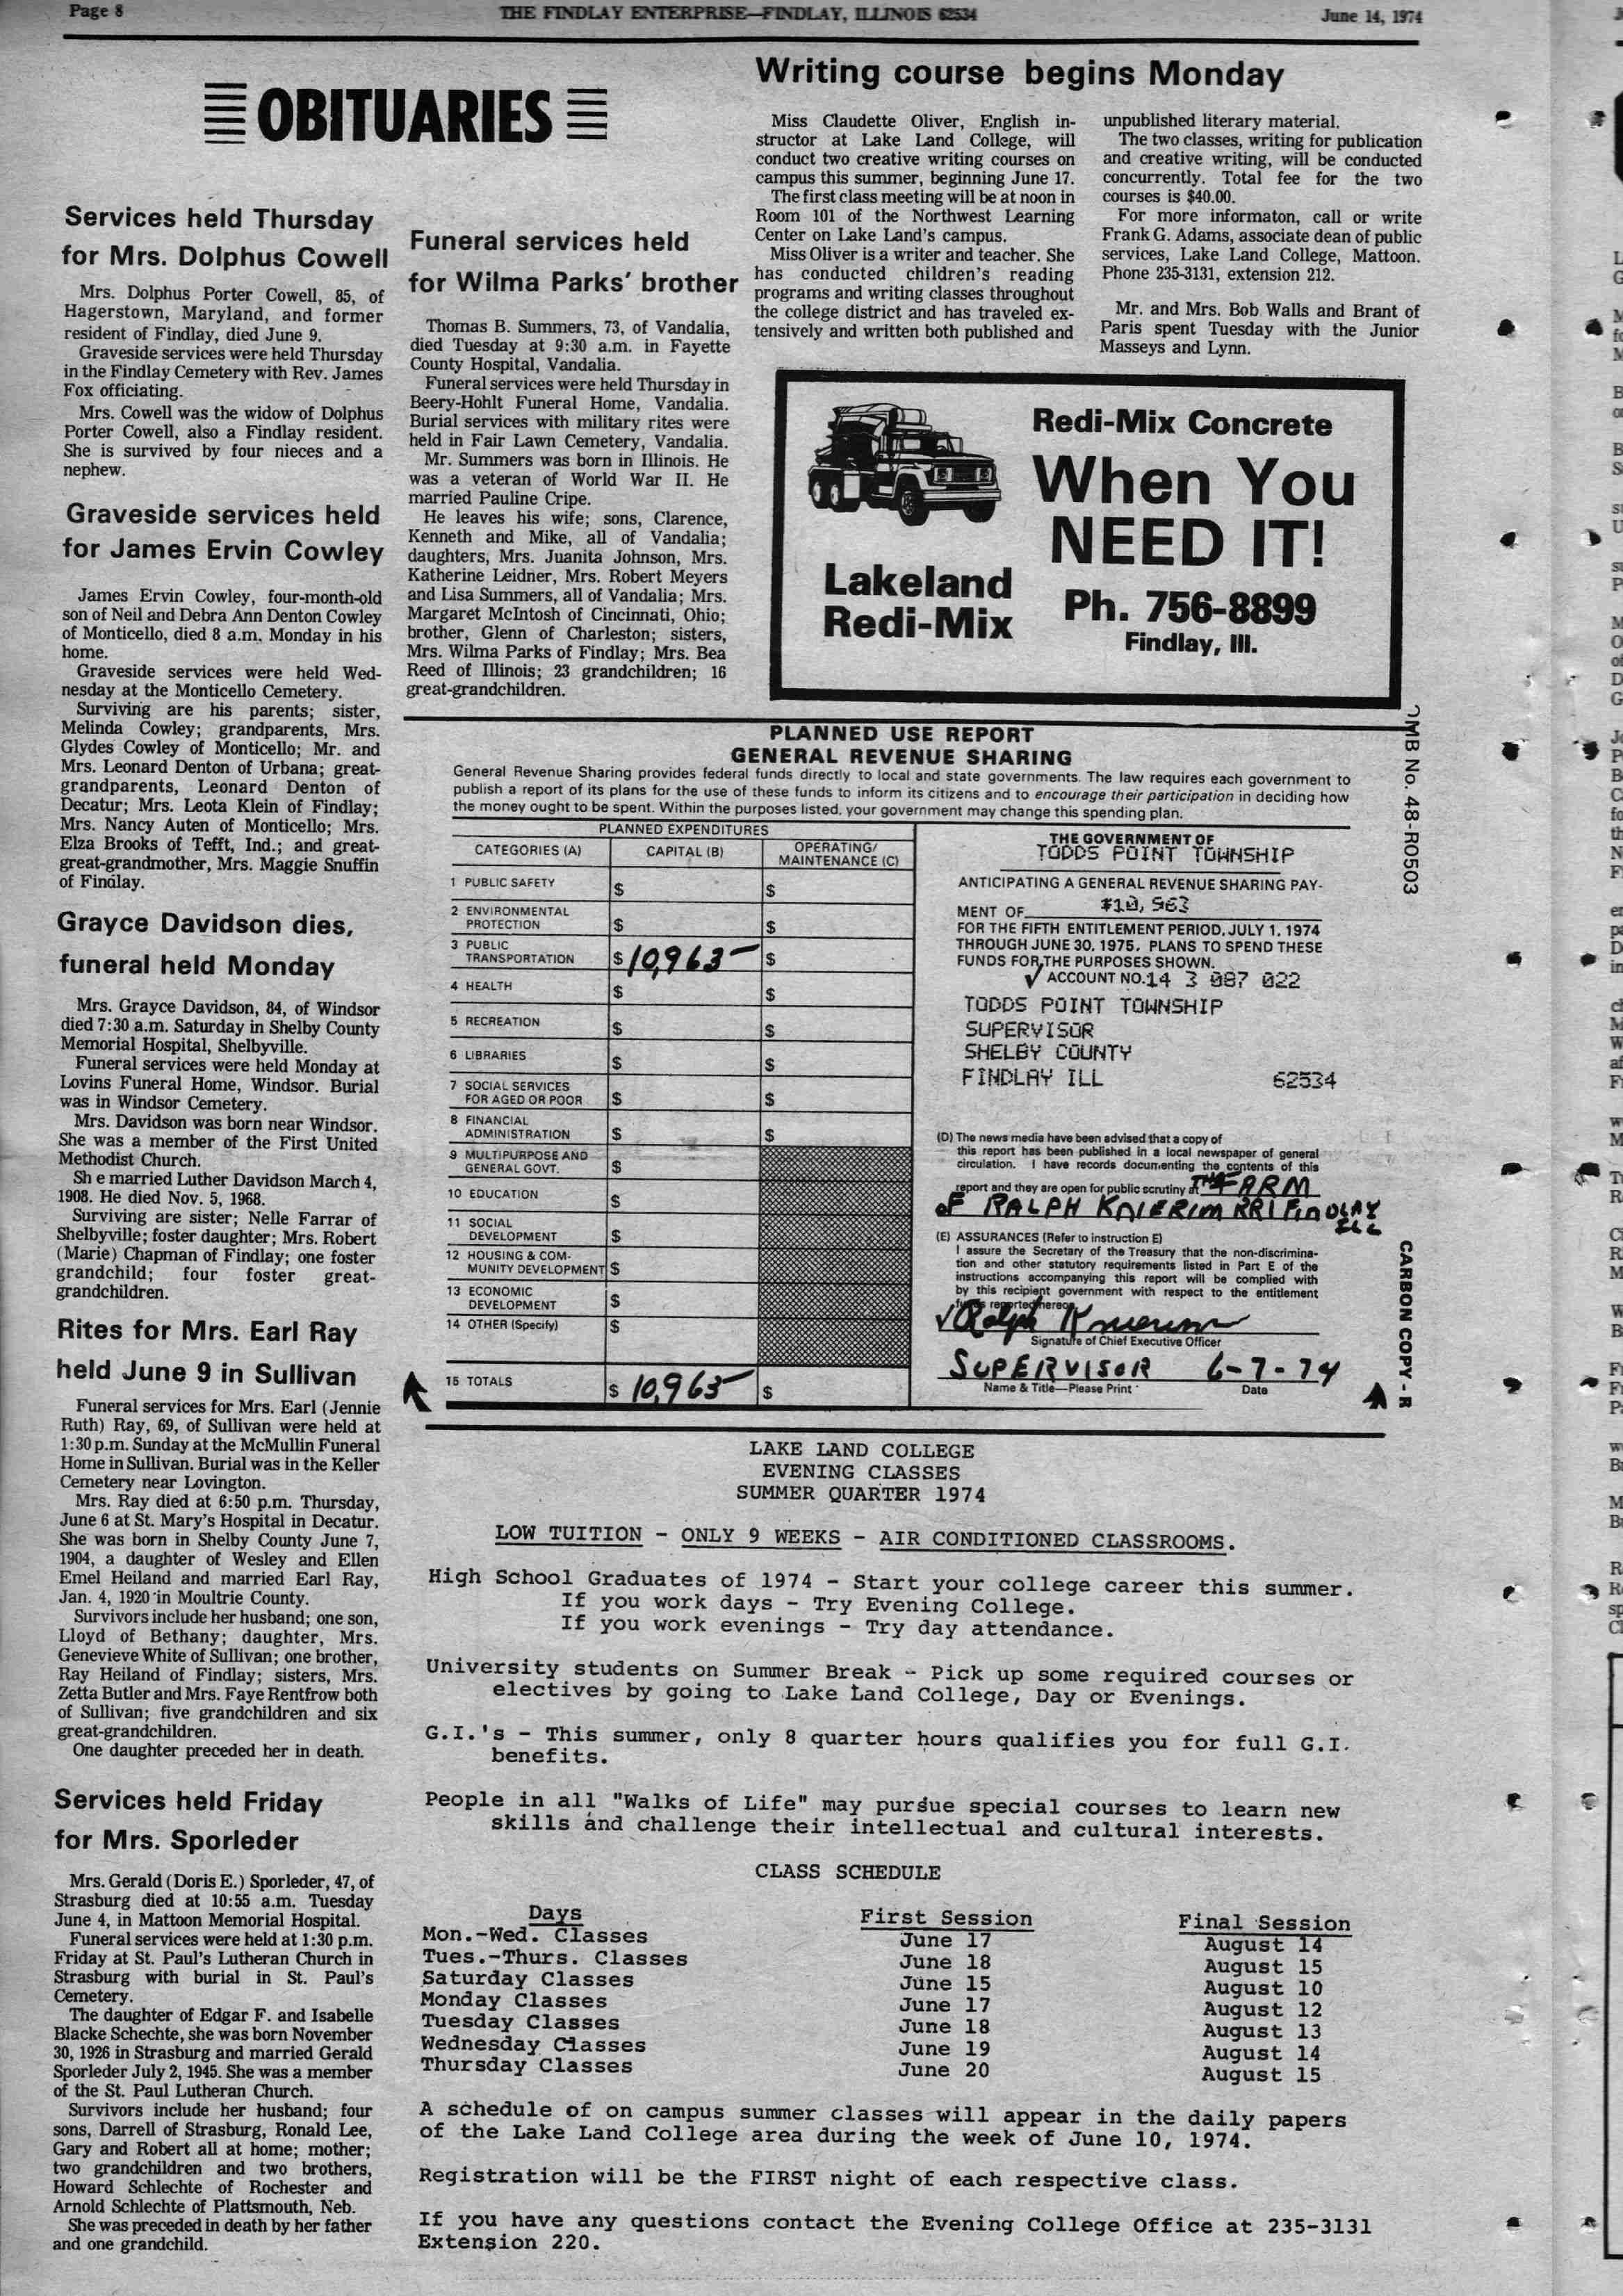 Page 8
THE FINDLAY ENTERPRISE—FINDLAY, ILLINOIS 62534
June 14, 1974
OBITUARIES
Services held Thursday
for Mrs. Dolphus Cowell
Mrs. Dolphus Porter Cowell, 85, of
Hagerstown, Maryland, and former
resident of Findlay, died June 9.
Graveside services were held Thursday
in the Findlay Cemetery with Rev. James
Fox officiating.
Mrs. Cowell was the widow of Dolphus
Porter Cowell, also a Findlay resident.
She is survived by four nieces and a
nephew.
Graveside services held
for James Ervin Cowley
James Ervin Cowley, four-month-old
son of Neil and Debra Ann Denton Cowley
of Monticello, died 8 a.m. Monday in his
home.
Graveside services were held Wed-
nesday at the Monticello Cemetery.
Surviving are his parents; sister,
Melinda Cowley; grandparents, Mrs.
Glydes Cowley of Monticello; Mr. and
Mrs. Leonard Denton of Urbana; great-
grandparents, Leonard Denton of
Decatur; Mrs. Leota Klein of Findlay;
Mrs. Nancy Auten of Monticello; Mrs.
Elza Brooks of Tefft, Ind.; and great-
great-grandmother, Mrs. Maggie Snuffin
of Findlay.
Grayce Davidson dies,
funeral held Monday
Mrs. Grayce Davidson, 84, of Windsor
died 7:30 a.m. Saturday in Shelby County
Memorial Hospital, Shelbyville.
Funeral services were held Monday at
Lovins Funeral Home, Windsor. Burial
was in Windsor Cemetery.
Mrs. Davidson was born near Windsor.
She was a member of the First United
Methodist Church.
Sh e married Luther Davidson March 4,
1908. He died Nov. 5, 1968.
Surviving are sister; Nelle Farrar of
Shelbyville; foster daughter; Mrs. Robert
(Marie) Chapman of Findlay; one foster
grandchild; four foster great-
grandchildren.
Rites for Mrs. Earl Ray
held June 9 in Sullivan
Funeral services for Mrs. Earl (Jennie
Ruth) Ray, 69, of Sullivan were held at
1:30 p.m. Sunday at the McMullin Funeral
Home in Sullivan. Burial was in the Keller
Cemetery near Lovington.
Mrs. Ray died at 6:50 p.m. Thursday,
June 6 at St. Mary's Hospital in Decatur.
She was born in Shelby County June 7,
1904, a daughter of Wesley and Ellen
Emel Heiland and married Earl Ray,
Jan. 4, 1920 in Moultrie County.
Survivors include her husband; one son,
Lloyd of Bethany; daughter, Mrs.
Genevieve White of Sullivan; one brother,
Ray Heiland of Findlay; sisters, Mrs.
Zetta Butler and Mrs. Faye Rentfrow both
of Sullivan; five grandchildren and six
great-grandchildren.
One daughter preceded her in death.
Services held Friday
for Mrs. Sporleder
Mrs. Gerald (Doris E.) Sporleder, 47, of
Strasburg died at 10:55 a.m. Tuesday
June 4, in Mattoon Memorial Hospital.
Funeral services were held at 1:30 p.m.
Friday at St. Paul's Lutheran Church in
Strasburg with burial in St. Paul's
Cemetery.
The daughter of Edgar F. and Isabelle
Blacke Schechte, she was born November
30, 1926 in Strasburg and married Gerald
Sporleder July 2, 1945. She was a member
of the St. Paul Lutheran Church.
Survivors include her husband; four
sons, Darrell of Strasburg, Ronald Lee,
Gary and Robert all at home; mother;
two grandchildren and two brothers,
Howard Schlechte of Rochester and
Arnold Schlechte of Plattsmouth, Neb.
She was preceded in death by her father
and one grandchild.
Funeral services held
for Wilma Parks' brother
Thomas B. Summers, 73, of Vandalia,
died Tuesday at 9:30 a.m. in Fayette
County Hospital, Vandalia.
Funeral services were held Thursday in
Beery-Hohlt Funeral Home, Vandalia.
Burial services with military rites were
held in Fair Lawn Cemetery, Vandalia.
Mr. Summers was born in Illinois. He
was a veteran of World War II. He
married Pauline Cripe.
He leaves his wife; sons, Clarence,
Kenneth and Mike, all of Vandalia;
daughters, Mrs. Juanita Johnson, Mrs.
Katherine Leidner, Mrs. Robert Meyers
and Lisa Summers, all of Vandalia; Mrs.
Margaret McIntosh of Cincinnati, Ohio;
brother, Glenn of Charleston; sisters,
Mrs. Wilma Parks of Findlay; Mrs. Bea
Reed of Illinois; 23 grandchildren; 16
great-grandchildren.
Writing course begins Monday
Miss Claudette Oliver, English in-
structor at Lake Land College, will
conduct two creative writing courses on
campus this summer, beginning June 17.
The first class meeting will be at noon in
Room 101 of the Northwest Learning
Center on Lake Land's campus.
Miss Oliver is a writer and teacher. She
has conducted children's reading
programs and writing classes throughout
the college district and has traveled ex-
tensively and written both published and
unpublished literary material.
The two classes, writing for publication
and creative writing, will be conducted
concurrently. Total fee for the two
courses is $40.00.
For more informaton, call or write
Frank G. Adams, associate dean of public
services, Lake Land College, Mattoon.
Phone 235-3131, extension 212.
Mr. and Mrs. Bob Walls and Brant of
Paris spent Tuesday with the Junior
Masseys and Lynn.
Redi-Mix Concrete
When You
NEED IT!
Lakeland
Redi-Mix
Ph. 756-8899
Findlay, Ill.
PLANNED USE REPORT
GENERAL REVENUE SHARING
General Revenue Sharing provides federal funds directly to local and state governments. The law requires each government to
publish a report of its plans for the use of these funds to inform its citizens and to encourage their participation in deciding how
the money ought to be spent. Within the purposes listed, your government may change this spending plan.
PLANNED EXPENDITURES
CATEGORIES (A) CAPITAL (B) OPERATING/ MAINTENANCE (C)
1 PUBLIC SAFETY $ $
2 ENVIRONMENTAL PROTECTION $ $
3 PUBLIC TRANSPORTATION $ 10,963— $
4 HEALTH $ $
5 RECREATION $ $
6 LIBRARIES $ $
7 SOCIAL SERVICES FOR AGED OR POOR $ $
8 FINANCIAL ADMINISTRATION $ $
9 MULTIPURPOSE AND GENERAL GOVT. $
10 EDUCATION $
11 SOCIAL DEVELOPMENT $
12 HOUSING & COM- MUNITY DEVELOPMENT $
13 ECONOMIC DEVELOPMENT $
14 OTHER (Specify) $
15 TOTALS $ 10,963— $
THE GOVERNMENT OF
TODDS POINT TOWNSHIP
ANTICIPATING A GENERAL REVENUE SHARING PAY-
MENT OF $10,963
FOR THE FIFTH ENTITLEMENT PERIOD, JULY 1, 1974
THROUGH JUNE 30, 1975, PLANS TO SPEND THESE
FUNDS FOR THE PURPOSES SHOWN.
✓ ACCOUNT NO. 14 3 087 022
TODDS POINT TOWNSHIP
SUPERVISOR
SHELBY COUNTY
FINDLAY ILL 62534
(D) The news media have been advised that a copy of
this report has been published in a local newspaper of general
circulation. I have records documenting the contents of this
report and they are open for public scrutiny at THE FARM
OF RALPH KNIERIM RR1 FINDLAY
ILL
(E) ASSURANCES (Refer to instruction E)
I assure the Secretary of the Treasury that the non-discrimina-
tion and other statutory requirements listed in Part E of the
instructions accompanying this report will be complied with
by this recipient government with respect to the entitlement
funds reported hereon.
✓ Ralph Knierim
Signature of Chief Executive Officer
SUPERVISOR 6-7-74
Name & Title—Please Print Date
OMB No. 48-R0503
CARBON COPY - R
LAKE LAND COLLEGE
EVENING CLASSES
SUMMER QUARTER 1974
LOW TUITION - ONLY 9 WEEKS - AIR CONDITIONED CLASSROOMS.
High School Graduates of 1974 - Start your college career this summer.
If you work days - Try Evening College.
If you work evenings - Try day attendance.
University students on Summer Break - Pick up some required courses or
electives by going to Lake Land College, Day or Evenings.
G.I.'s - This summer, only 8 quarter hours qualifies you for full G.I.
benefits.
People in all "Walks of Life" may pursue special courses to learn new
skills and challenge their intellectual and cultural interests.
CLASS SCHEDULE
Days First Session Final Session
Mon.-Wed. Classes June 17 August 14
Tues.-Thurs. Classes June 18 August 15
Saturday Classes June 15 August 10
Monday Classes June 17 August 12
Tuesday Classes June 18 August 13
Wednesday Classes June 19 August 14
Thursday Classes June 20 August 15
A schedule of on campus summer classes will appear in the daily papers
of the Lake Land College area during the week of June 10, 1974.
Registration will be the FIRST night of each respective class.
If you have any questions contact the Evening College Office at 235-3131
Extension 220.